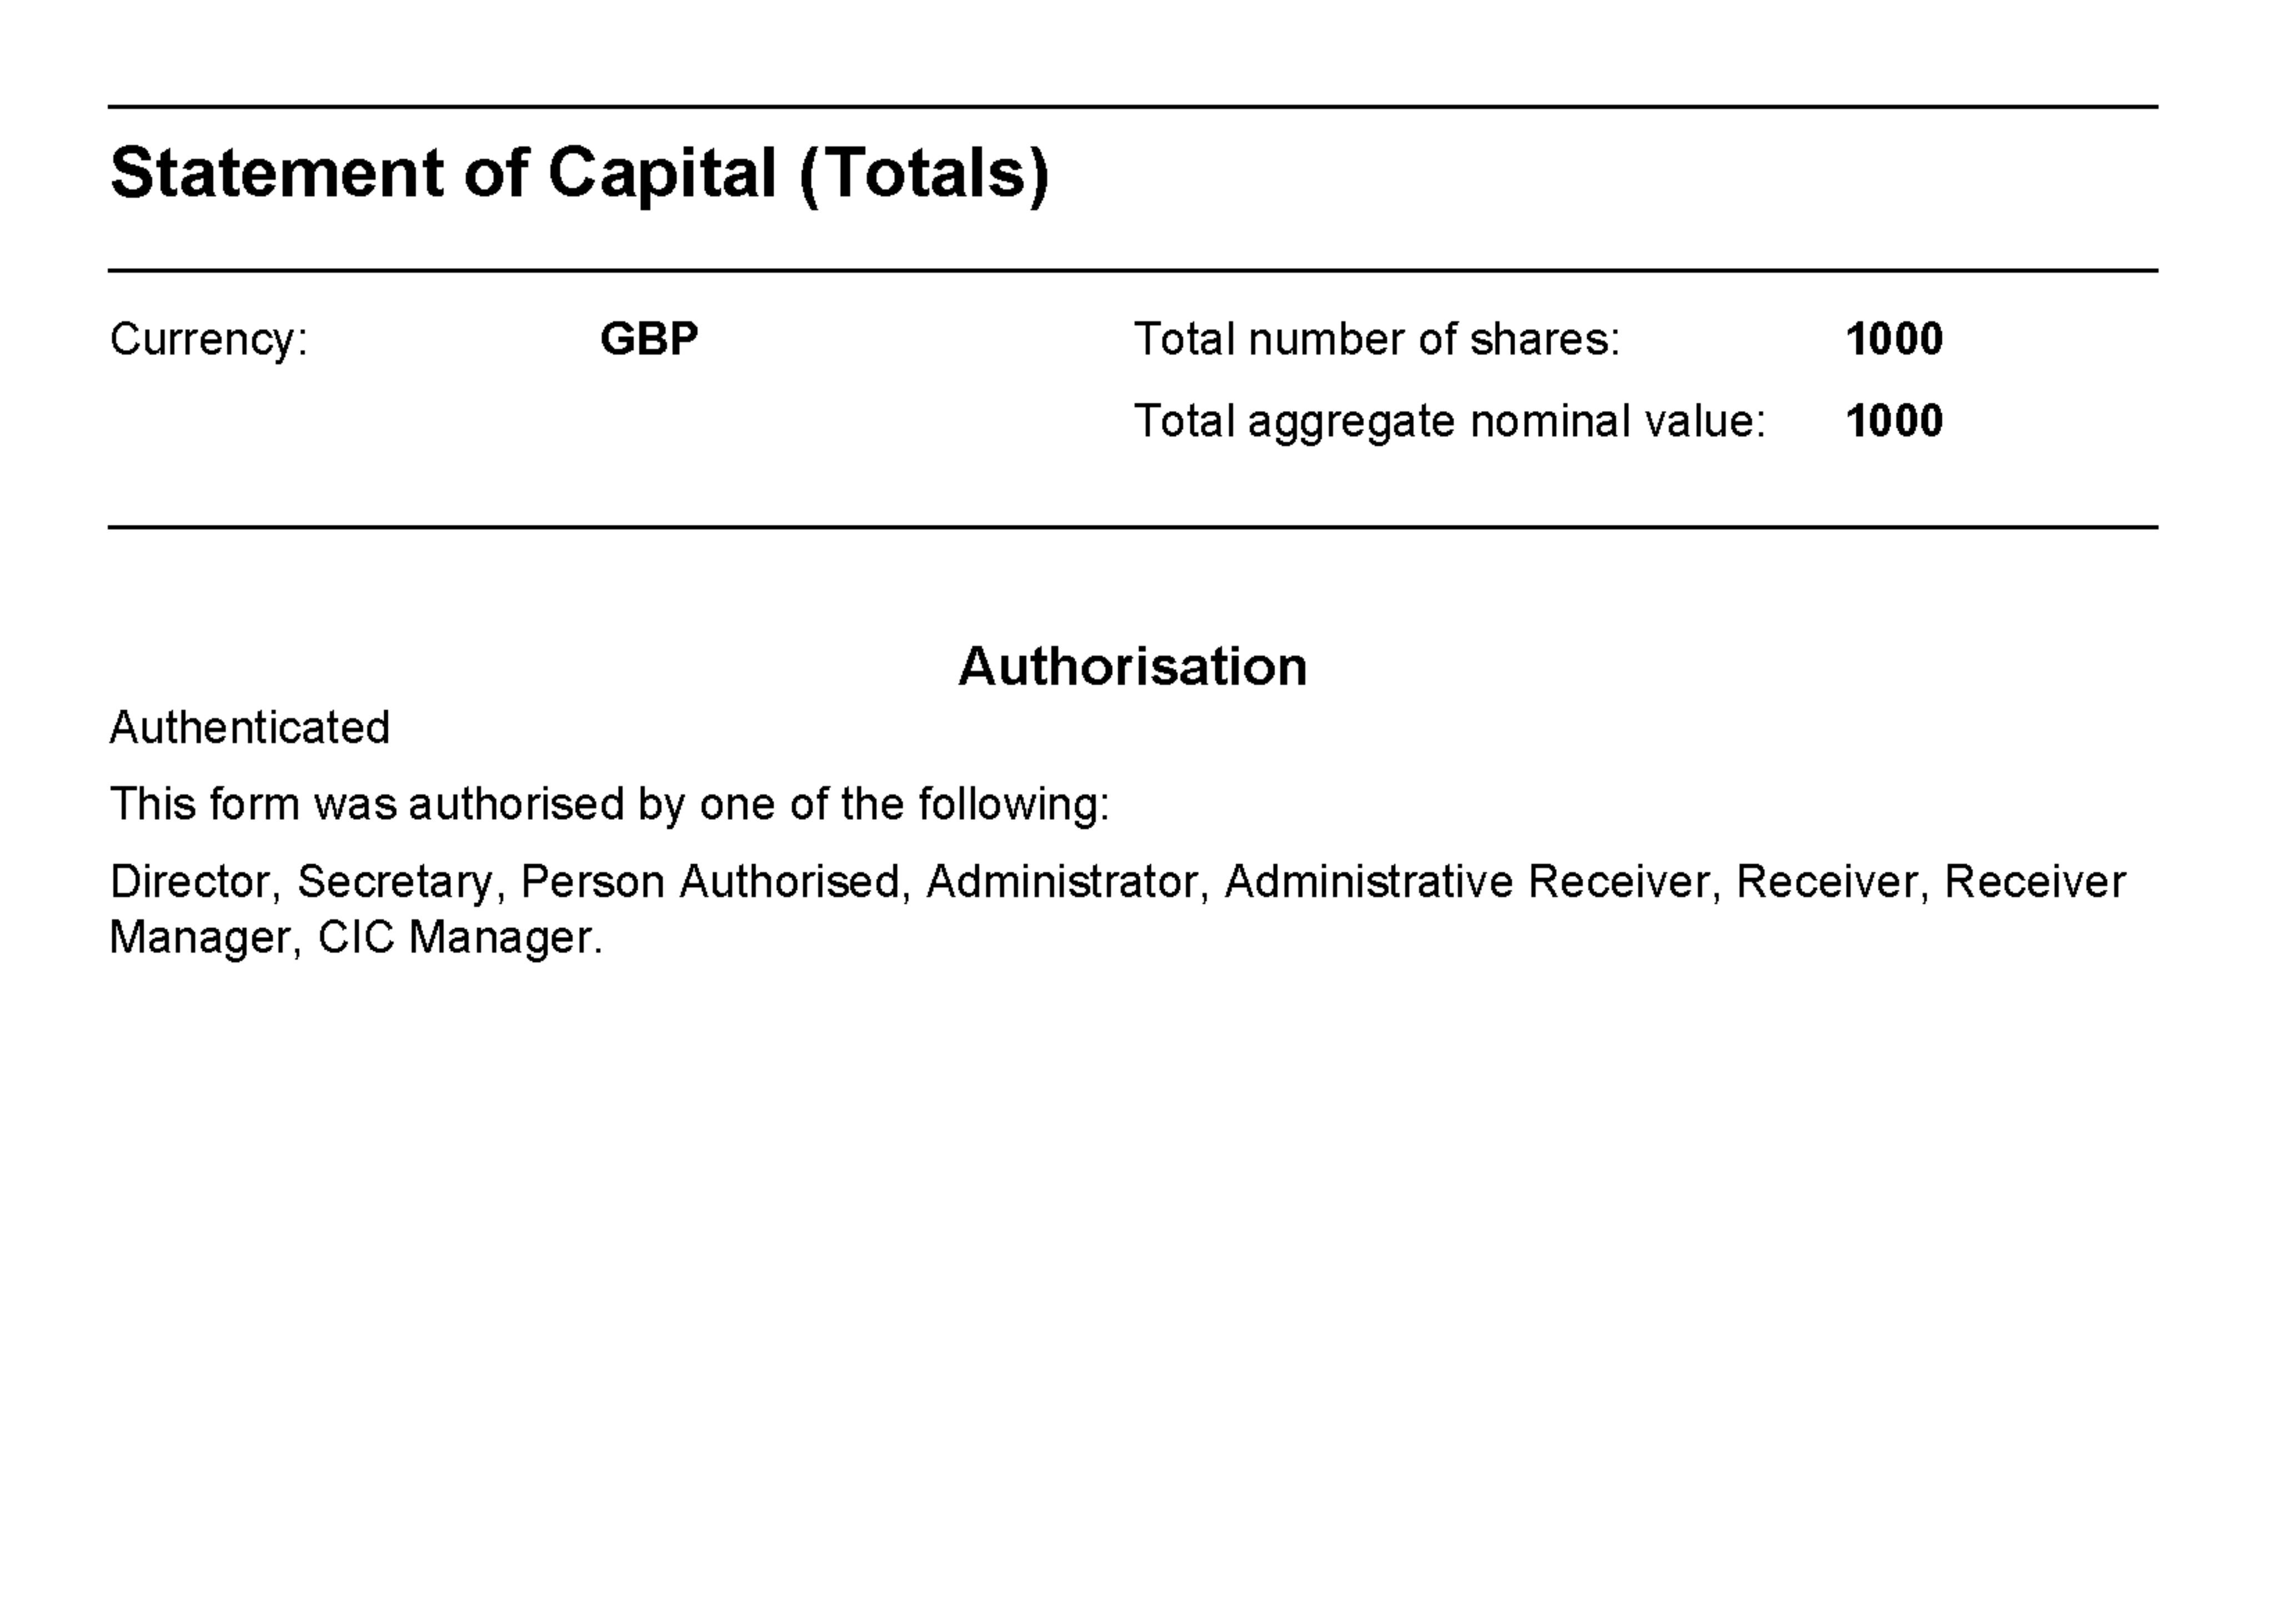 Statement of Capital (Totals)
Currency: GBP Total number of shares: 1000
Total aggregate nominal value: 1000
Authorisation
Authenticated
This form was authorised by one of the following:
Director, Secretary, Person Authorised, Administrator, Administrative Receiver, Receiver, Receiver
Manager, CIC Manager.